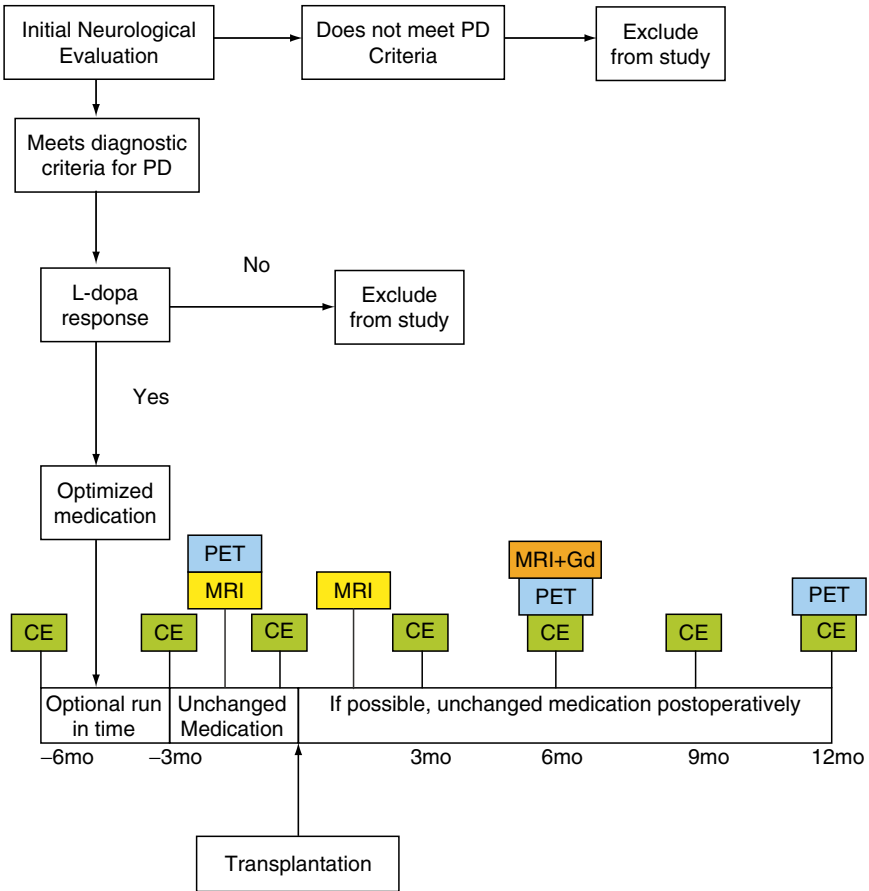 Initial Neurological
Evaluation
Does not meet PD
Criteria
Exclude
from study
Meets diagnostic
criteria for PD
L-dopa
response
No
Exclude
from study
Yes
Optimized
medication
PET
MRI
MRI
MRI+Gd
PET
PET
CE
CE
CE
CE
CE
CE
CE
Optional run
in time
Unchanged
Medication
If possible, unchanged medication postoperatively
–6mo
–3mo
3mo
6mo
9mo
12mo
Transplantation